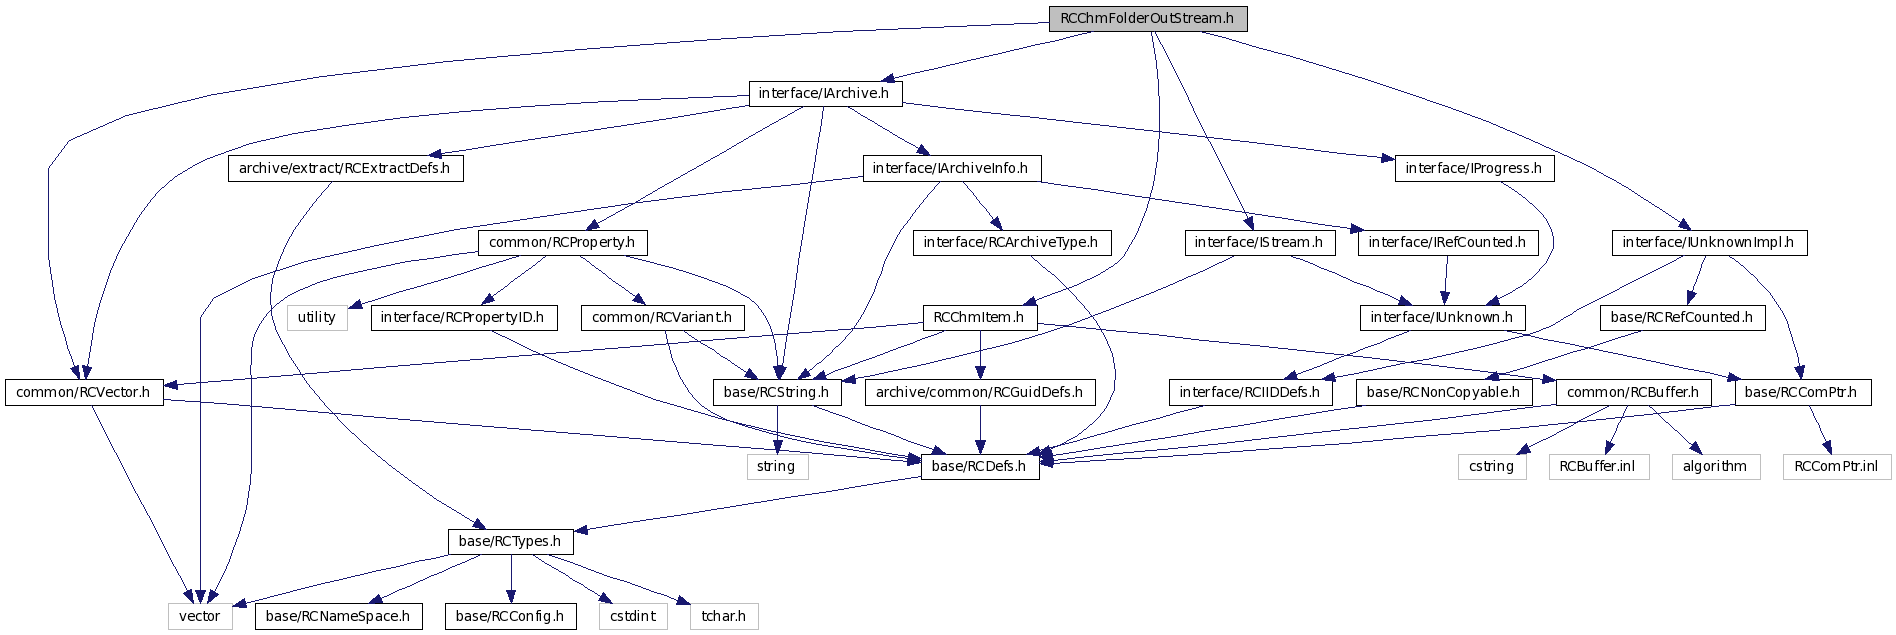 RCChmFolderOutStream.h
interface/IArchive.h
archive/extract/RCExtractDefs.h
interface/IArchiveInfo.h
interface/IProgress.h
common/RCProperty.h
interface/RCArchiveType.h
interface/IStream.h
interface/IRefCounted.h
interface/IUnknownImpl.h
utility
interface/RCPropertyID.h
common/RCVariant.h
RCChmItem.h
interface/IUnknown.h
base/RCRefCounted.h
common/RCVector.h
base/RCString.h
archive/common/RCGuidDefs.h
interface/RCIIDDefs.h
base/RCNonCopyable.h
common/RCBuffer.h
base/RCComPtr.h
string
base/RCDefs.h
cstring
RCBuffer.inl
algorithm
RCComPtr.inl
base/RCTypes.h
vector
base/RCNameSpace.h
base/RCConfig.h
cstdint
tchar.h